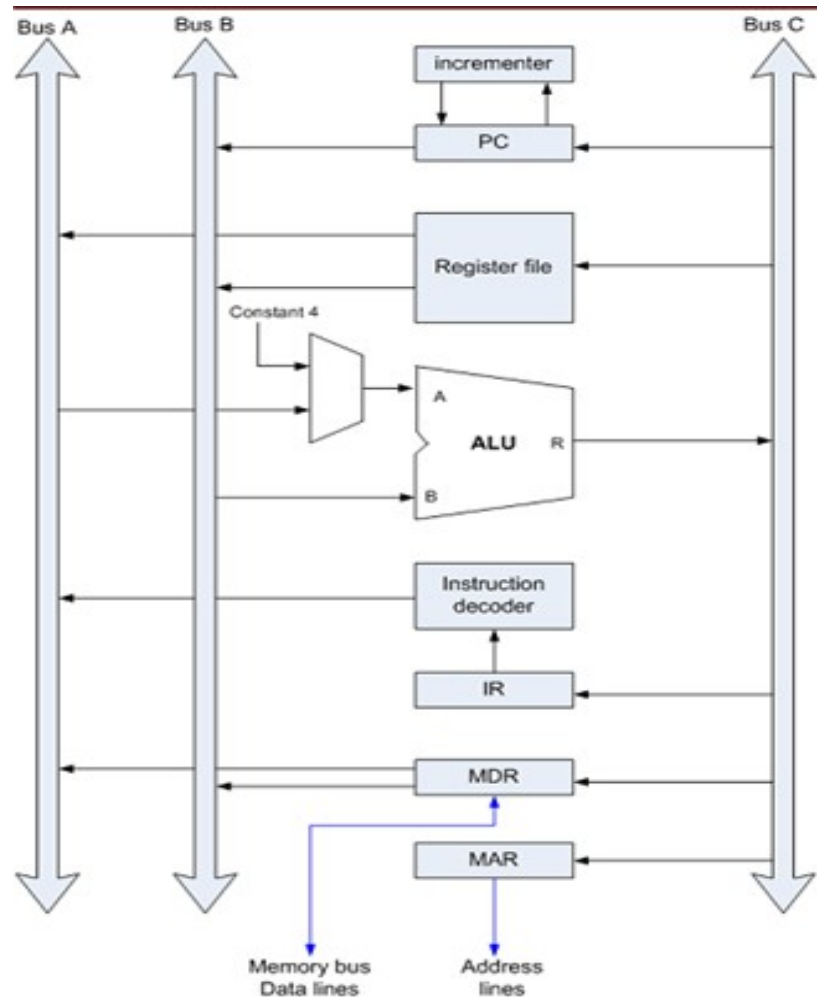 Bus A
Bus B
Bus C
incrementer
PC
Register file
Constant 4
A
ALU
R
B
Instruction
decoder
IR
MDR
MAR
Memory bus
Data lines
Address
lines